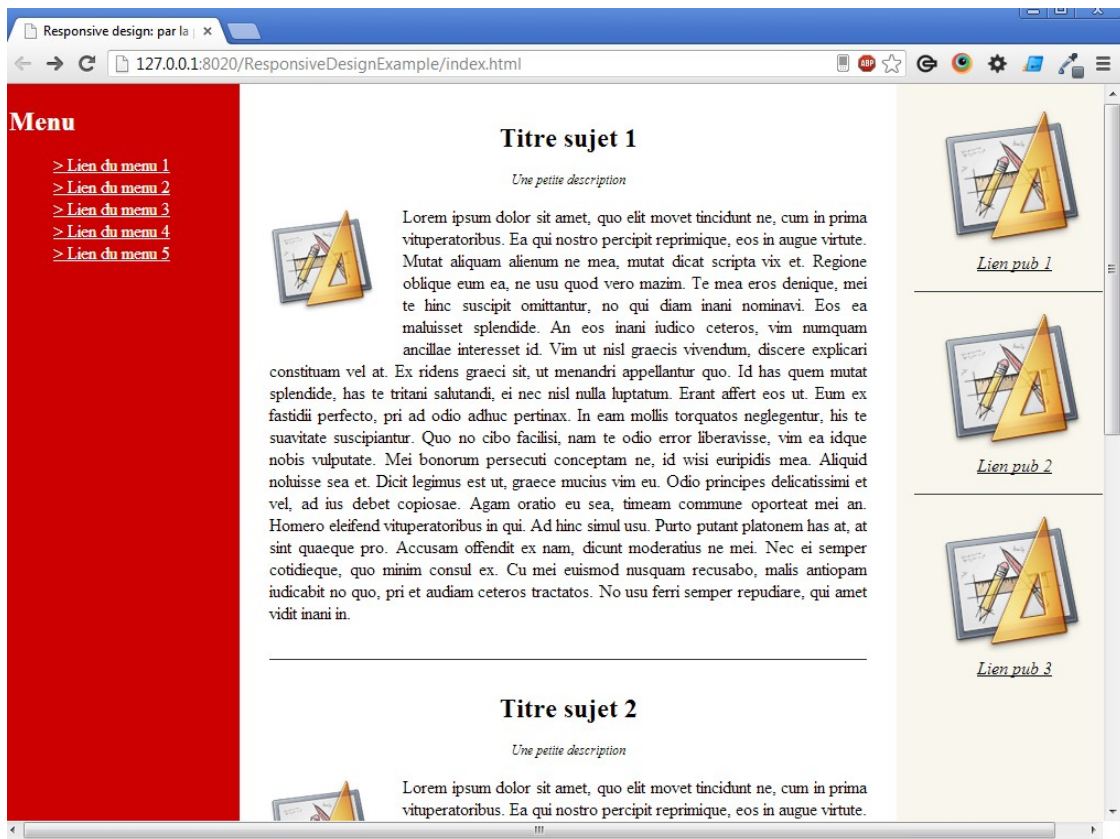 Responsive design: par la
127.0.0.1:8020/ResponsiveDesignExample/index.html
ABP
Menu
> Lien du menu 1
> Lien du menu 2
> Lien du menu 3
> Lien du menu 4
> Lien du menu 5
Titre sujet 1
Une petite description
Lorem ipsum dolor sit amet, quo elit movet tincidunt ne, cum in prima
vituperatoribus. Ea qui nostro percipit reprimique, eos in augue virtute.
Mutat aliquam alienum ne mea, mutat dicat scripta vix et. Regione
oblique eum ea, ne usu quod vero mazim. Te mea eros denique, mei
te hinc suscipit omittantur, no qui diam inani nominavi. Eos ea
maluisset splendide. An eos inani iudico ceteros, vim numquam
ancillae interesset id. Vim ut nisl graecis vivendum, discere explicari
constituam vel at. Ex ridens graeci sit, ut menandri appellantur quo. Id has quem mutat
splendide, has te tritani salutandi, ei nec nisl nulla luptatum. Erant affert eos ut. Eum ex
fastidii perfecto, pri ad odio adhuc pertinax. In eam mollis torquatos neglegentur, his te
suavitate suscipiantur. Quo no cibo facilisi, nam te odio error liberavisse, vim ea idque
nobis vulputate. Mei bonorum persecuti conceptam ne, id wisi euripidis mea. Aliquid
noluisse sea et. Dicit legimus est ut, graece mucius vim eu. Odio principes delicatissimi et
vel, ad ius debet copiosae. Agam oratio eu sea, timeam commune oporteat mei an.
Homero eleifend vituperatoribus in qui. Ad hinc simul usu. Purto putant platonem has at, at
sint quaeque pro. Accusam offendit ex nam, dicunt moderatius ne mei. Nec ei semper
cotidieque, quo minim consul ex. Cu mei euismod nusquam recusabo, malis antiopam
iudicabit no quo, pri et audiam ceteros tractatos. No usu ferri semper repudiare, qui amet
vidit inani in.
Titre sujet 2
Une petite description
Lorem ipsum dolor sit amet, quo elit movet tincidunt ne, cum in prima
vituperatoribus. Ea qui nostro percipit reprimique, eos in augue virtute.
Lien pub 1
Lien pub 2
Lien pub 3